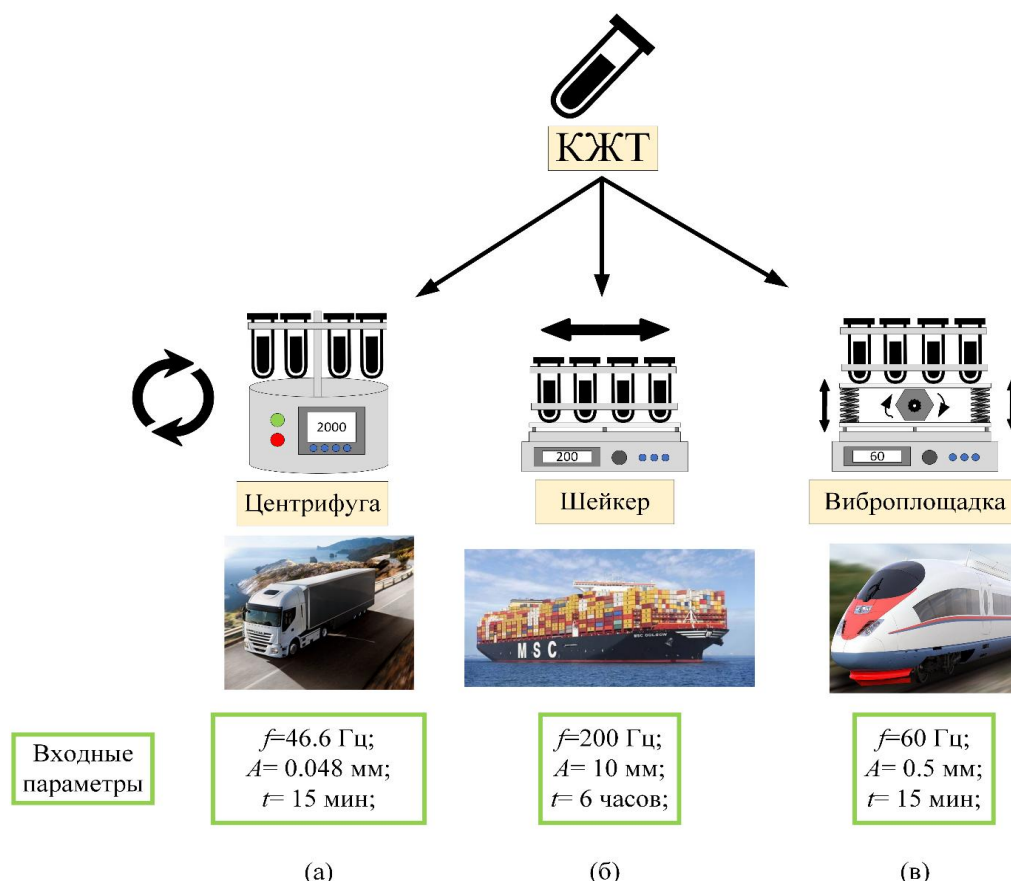 КЖТ
2000
200
60
Центрифуга
Шейкер
Виброплощадка
MSC
Входные
параметры
f=46.6 Гц;
A= 0.048 мм;
t= 15 мин;
f=200 Гц;
A= 10 мм;
t= 6 часов;
f=60 Гц;
A= 0.5 мм;
t= 15 мин;
(а)
(б)
(в)